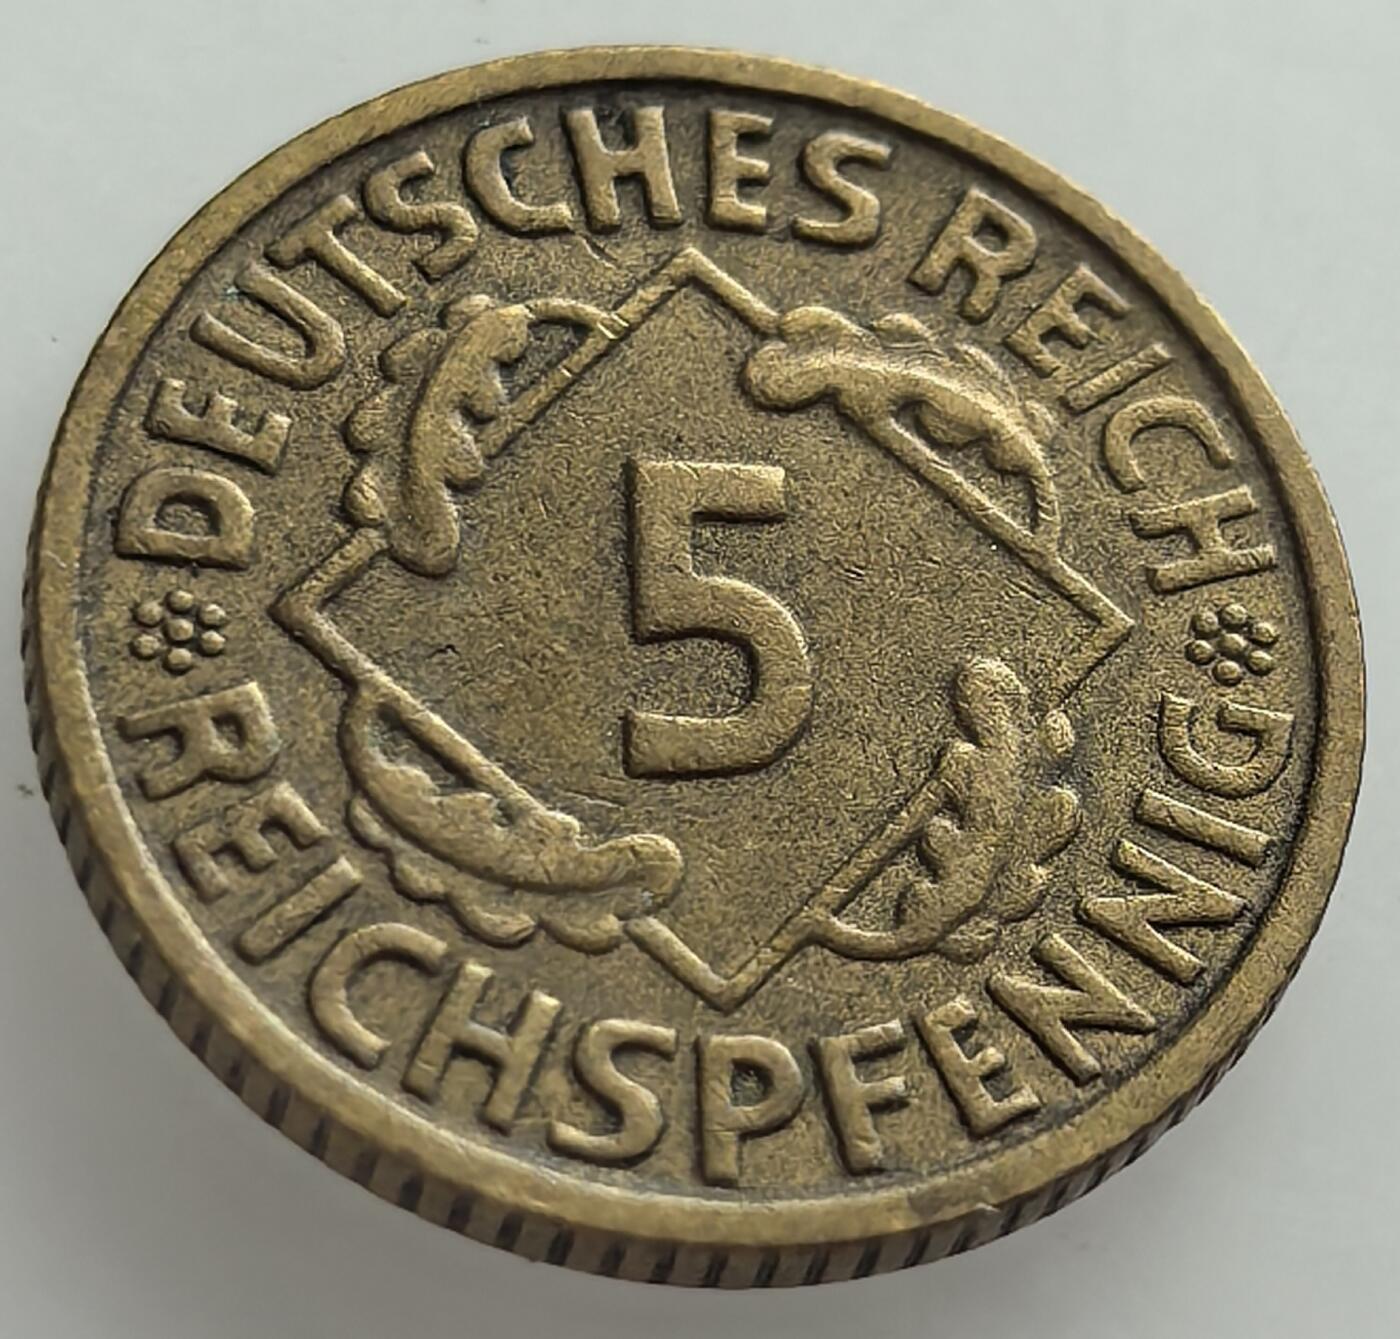 DEUTSCHES REICH
5
REICHSPFENNIG